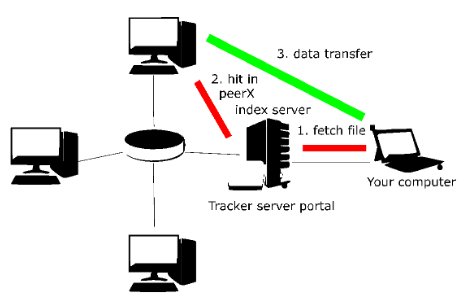 3. data transfer
2. hit in
peerX
index server
1. fetch file
Your computer
Tracker server portal